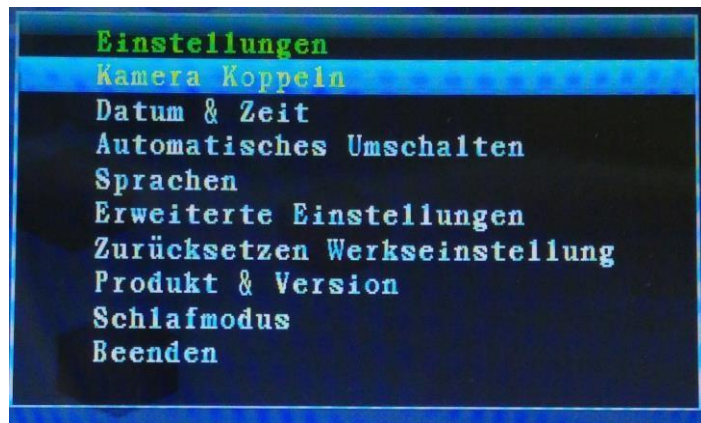 Einstellungen
Kamera Koppeln
Datum & Zeit
Automatisches Umschalten
Sprachen
Erweiterte Einstellungen
Zurücksetzen Werkseinstellung
Produkt & Version
Schlafmodus
Beenden